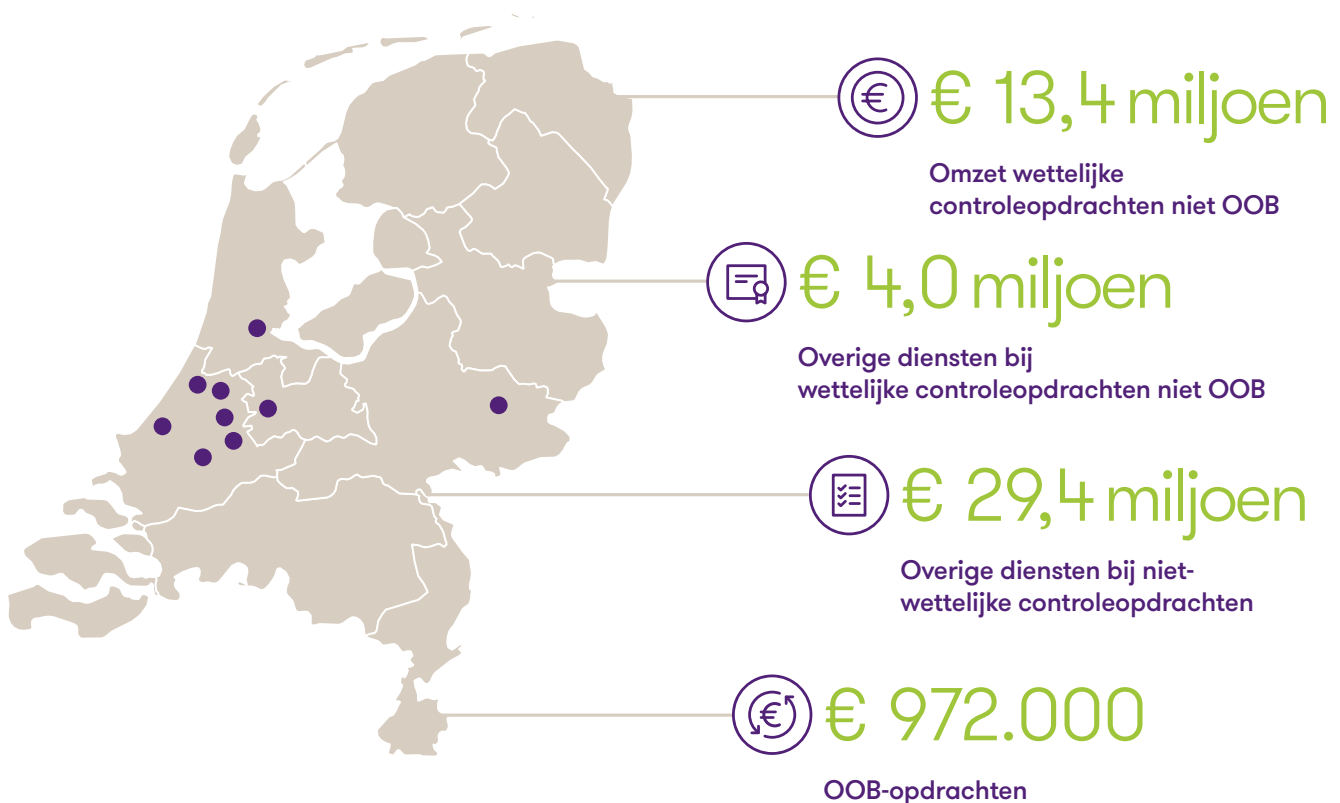 € 13,4 miljoen
Omzet wettelijke
controleopdrachten niet OOB
€ 4,0 miljoen
Overige diensten bij
wettelijke controleopdrachten niet OOB
€ 29,4 miljoen
Overige diensten bij niet-
wettelijke controleopdrachten
€ 972.000
OOB-opdrachten